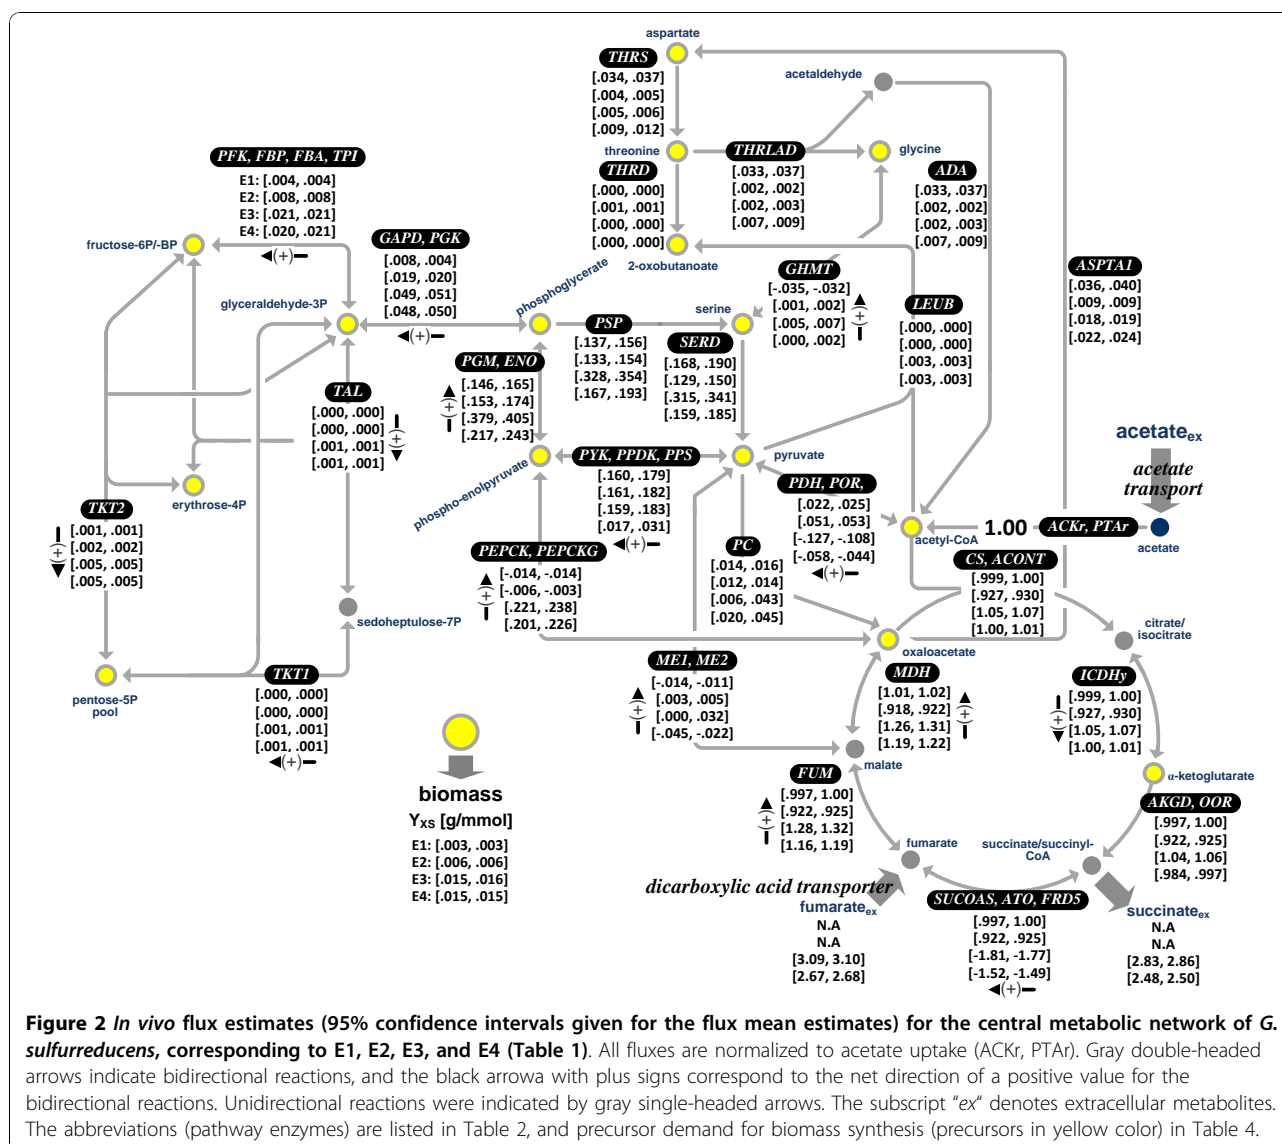 aspartate
THRS
[.034, .037]
[.004, .005]
[.005, .006]
[.009, .012]
acetaldehyde
threonine
THRLAD
[.033, .037]
[.002, .002]
[.002, .003]
[.007, .009]
glycine
ADA
[.033, .037]
[.002, .002]
[.002, .003]
[.007, .009]
THRD
[.000, .000]
[.001, .001]
[.000, .000]
[.000, .000]
2-oxobutanoate
PFK, FBP, FBA, TPI
E1: [.004, .004]
E2: [.008, .008]
E3: [.021, .021]
E4: [.020, .021]
(+)
fructose-6P/-BP
GAPD, PGK
[.008, .004]
[.019, .020]
[.049, .051]
[.048, .050]
(+)
glyceraldehyde-3P
phosphoglycerate
GHMT
[-.035, -.032]
[.001, .002]
[.005, .007]
[.000, .002]
(+)
ASPTA1
[.036, .040]
[.009, .009]
[.018, .019]
[.022, .024]
LEUB
[.000, .000]
[.000, .000]
[.003, .003]
[.003, .003]
serine
PSP
[.137, .156]
[.133, .154]
[.328, .354]
[.167, .193]
SERD
[.168, .190]
[.129, .150]
[.315, .341]
[.159, .185]
PGM, ENO
[.146, .165]
[.153, .174]
[.379, .405]
[.217, .243]
(+)
TAL
[.000, .000]
[.000, .000]
[.001, .001]
[.001, .001]
(+)
phospho-enolpyruvate
PYK, PPDK, PPS
[.160, .179]
[.161, .182]
[.159, .183]
[.017, .031]
(+)
pyruvate
PDH, POR,
[.022, .025]
[.051, .053]
[-.127, -.108]
[-.058, -.044]
(+)
acetate_ex
acetate
transport
erythrose-4P
TKT2
[.001, .001]
[.002, .002]
[.005, .005]
[.005, .005]
(+)
acetyl-CoA
1.00
ACKr, PTAr
acetate
PEPCK, PEPCKG
[-.014, -.014]
[-.006, -.003]
[.221, .238]
[.201, .226]
(+)
PC
[.014, .016]
[.012, .014]
[.006, .043]
[.020, .045]
CS, ACONT
[.999, 1.00]
[.927, .930]
[1.05, 1.07]
[1.00, 1.01]
sedoheptulose-7P
citrate/
isocitrate
oxaloacetate
pentose-5P
pool
TKT1
[.000, .000]
[.000, .000]
[.001, .001]
[.001, .001]
(+)
ME1, ME2
[-.014, -.011]
[.003, .005]
[.000, .032]
[-.045, -.022]
(+)
MDH
[1.01, 1.02]
[.918, .922]
[1.26, 1.31]
[1.19, 1.22]
(+)
ICDHy
[.999, 1.00]
[.927, .930]
[1.05, 1.07]
[1.00, 1.01]
(+)
malate
α-ketoglutarate
FUM
[.997, 1.00]
[.922, .925]
[1.28, 1.32]
[1.16, 1.19]
(+)
AKGD, OOR
[.997, 1.00]
[.922, .925]
[1.04, 1.06]
[.984, .997]
biomass
Y_XS [g/mmol]
E1: [.003, .003]
E2: [.006, .006]
E3: [.015, .016]
E4: [.015, .015]
fumarate
succinate/succinyl-
CoA
dicarboxylic acid transporter
fumarate_ex
N.A
N.A
[3.09, 3.10]
[2.67, 2.68]
SUCOAS, ATO, FRD5
[.997, 1.00]
[.922, .925]
[-1.81, -1.77]
[-1.52, -1.49]
(+)
succinate_ex
N.A
N.A
[2.83, 2.86]
[2.48, 2.50]
Figure 2 In vivo flux estimates (95% confidence intervals given for the flux mean estimates) for the central metabolic network of G.
sulfurreducens, corresponding to E1, E2, E3, and E4 (Table 1). All fluxes are normalized to acetate uptake (ACKr, PTAr). Gray double-headed
arrows indicate bidirectional reactions, and the black arrowa with plus signs correspond to the net direction of a positive value for the
bidirectional reactions. Unidirectional reactions were indicated by gray single-headed arrows. The subscript "ex" denotes extracellular metabolites.
The abbreviations (pathway enzymes) are listed in Table 2, and precursor demand for biomass synthesis (precursors in yellow color) in Table 4.